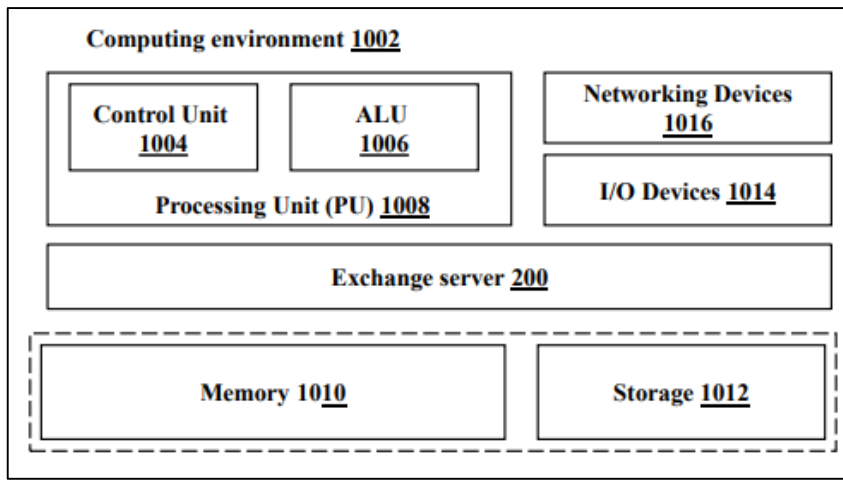 Computing environment 1002
Control Unit
1004
ALU
1006
Processing Unit (PU) 1008
Networking Devices
1016
I/O Devices 1014
Exchange server 200
Memory 1010
Storage 1012